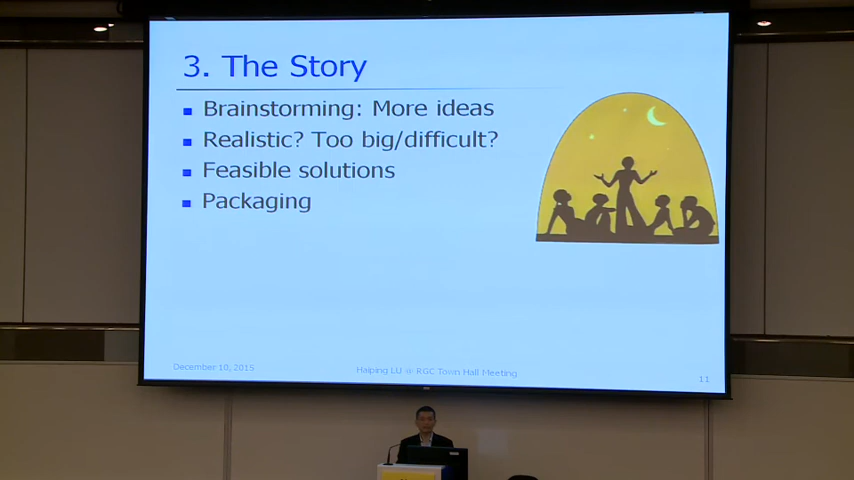 3. The Story
Brainstorming: More ideas
Realistic? Too big/difficult?
Feasible solutions
Packaging
December 10, 2015
Haiping LU @ RGC Town Hall Meeting
11